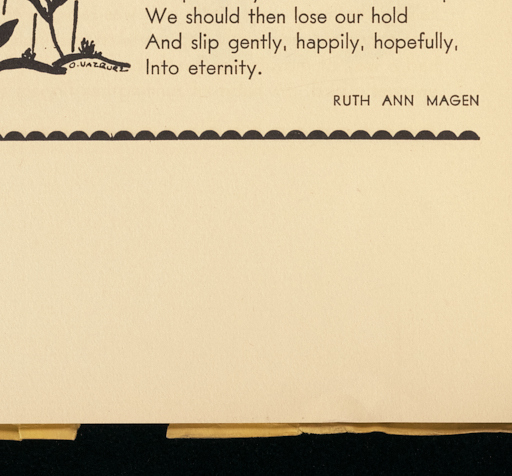 We should then lose our hold
And slip gently, happily, hopefully,
Into eternity.
O. VAZQUEZ
RUTH ANN MAGEN